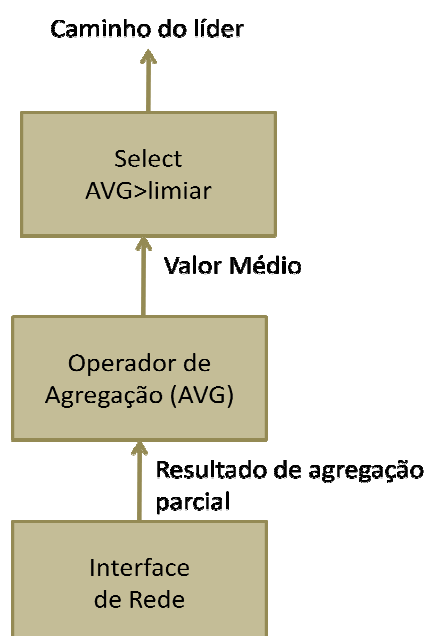 Caminho do líder
Select
AVG>limiar
Valor Médio
Operador de
Agregação (AVG)
Resultado de agregação
parcial
Interface
de Rede